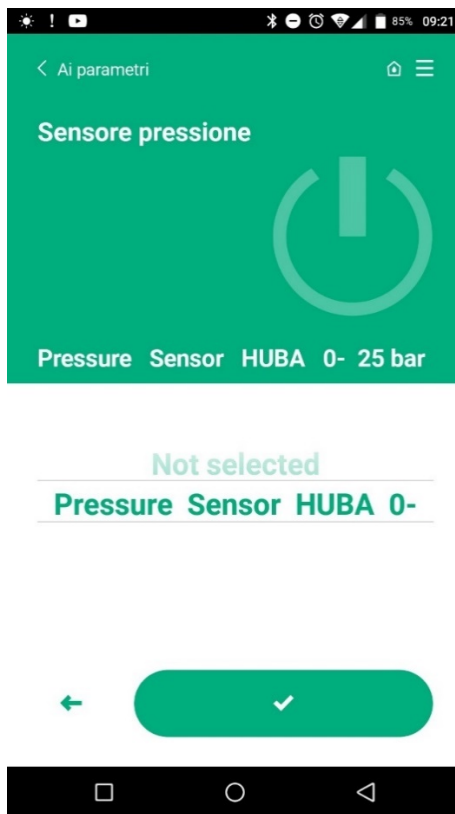 85% 09:21
Ai parametri
Sensore pressione
Pressure Sensor HUBA 0- 25 bar
Not selected
Pressure Sensor HUBA 0-